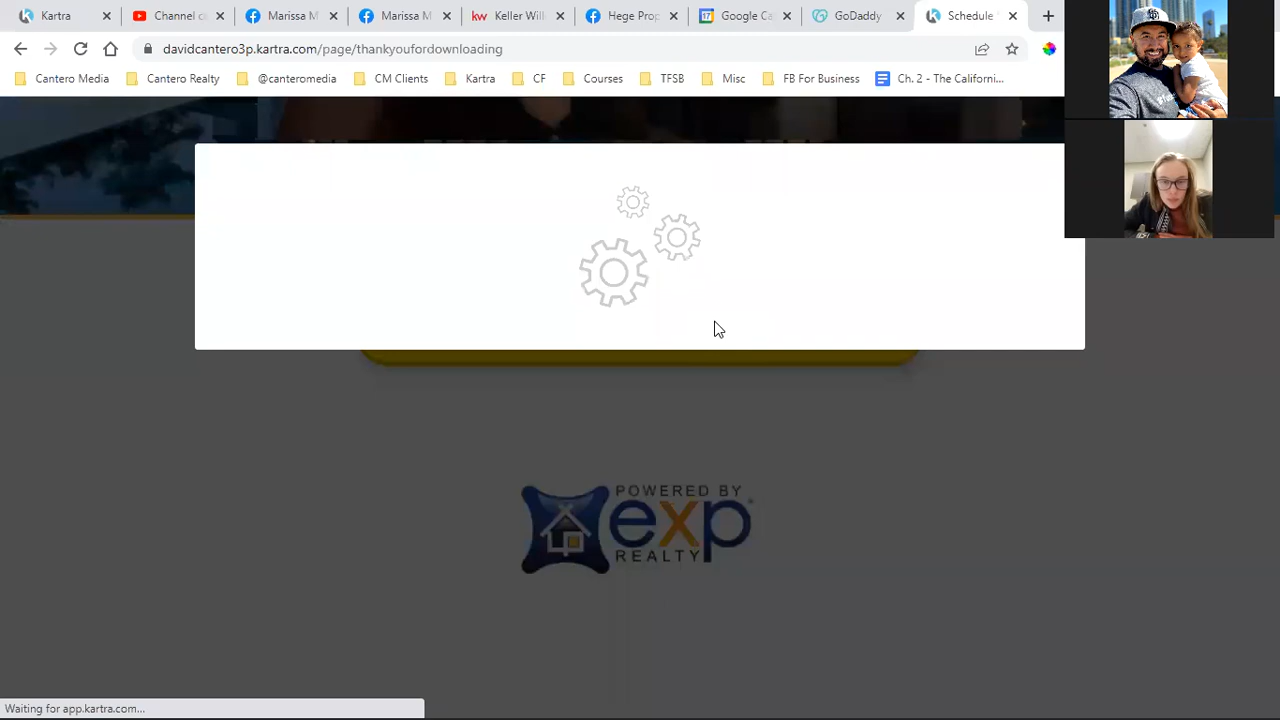 Kartra
Channel c
Marissa M
Marissa M
Keller Will
Hege Prop
Google Ca
GoDaddy
Schedule
davidcantero3p.kartra.com/page/thankyoufordownloading
Cantero Media
Cantero Realty
@canteromedia
CM Clients
Kartra
CF
Courses
TFSB
Misc
FB For Business
Ch. 2 - The Californi...
POWERED BY
exp
REALTY
Waiting for app.kartra.com...